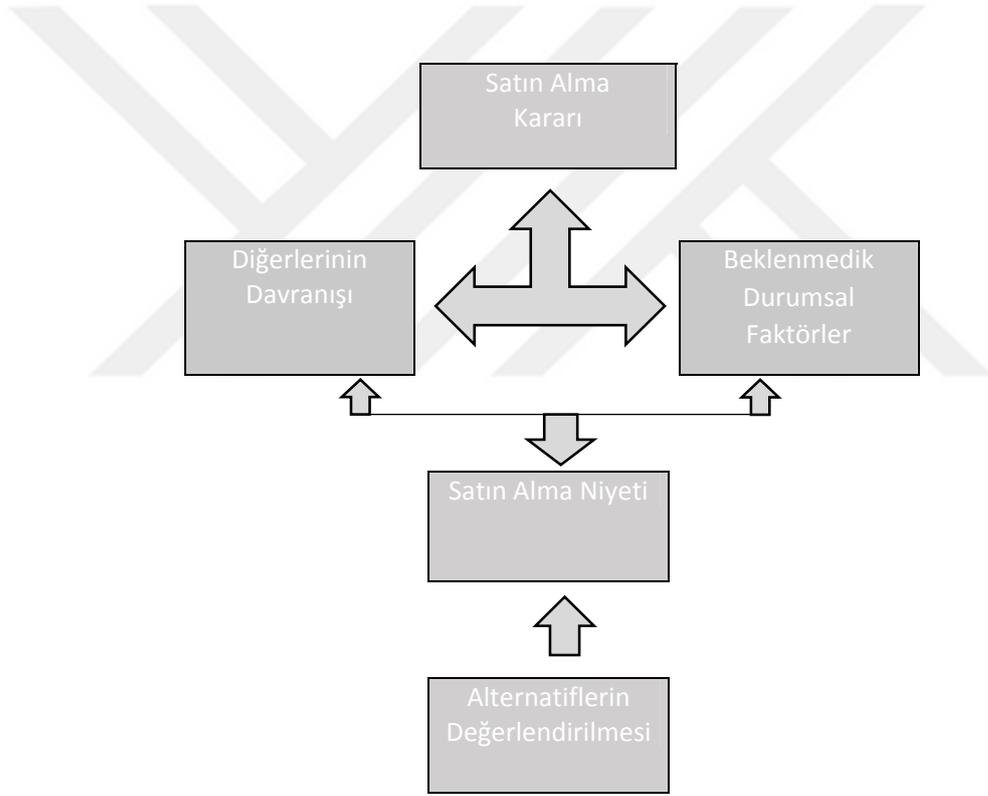 Satın Alma
Kararı
Diğerlerinin
Davranışı
Beklenmedik
Durumsal
Faktörler
Satın Alma Niyeti
Alternatiflerin
Değerlendirilmesi